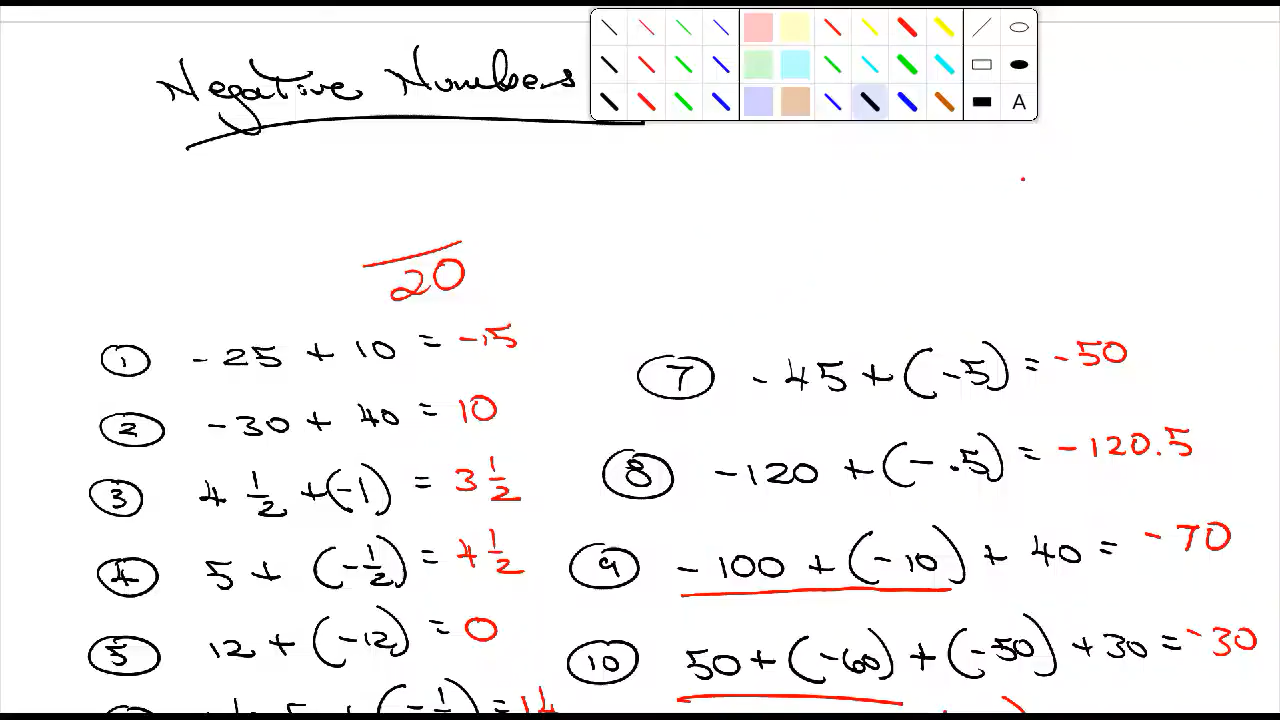 Negative Numbers
A
20
① -25 + 10 = -15
② -30 + 40 = 10
③ 4 1/2 + (-1) = 3 1/2
④ 5 + (-1/2) = 4 1/2
⑤ 12 + (-12) = 0
⑦ -45 + (-5) = -50
⑧ -120 + (-.5) = -120.5
⑨ -100 + (-10) + 40 = -70
⑩ 50 + (-60) + (-50) + 30 = -30